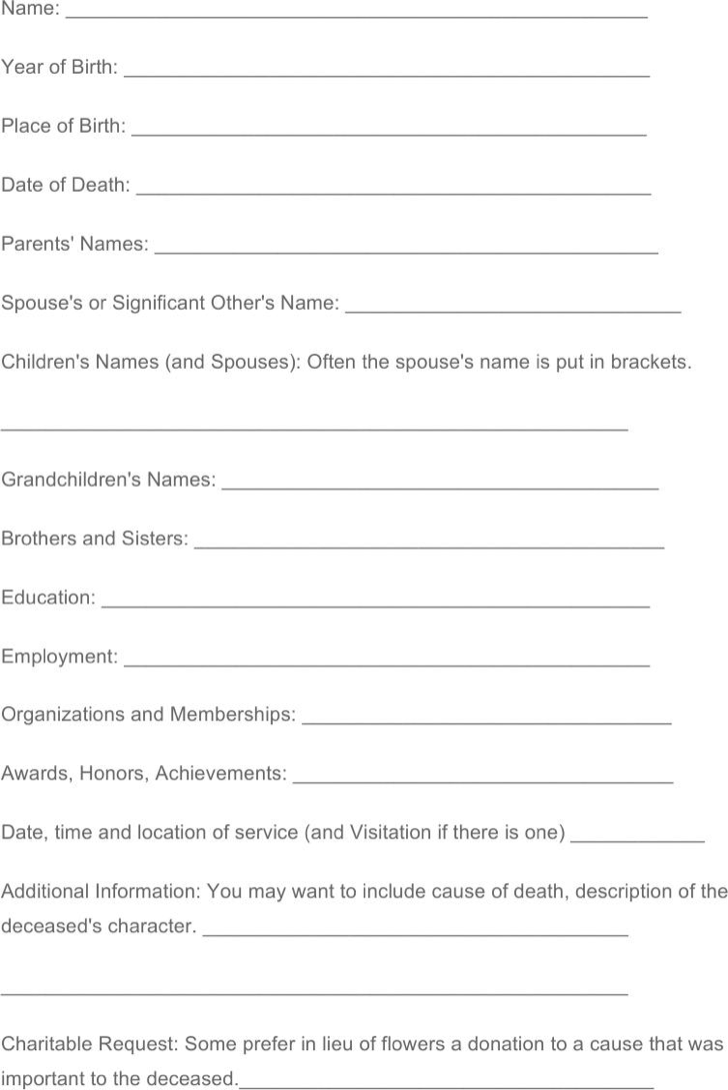 Name: ____________________________________________________
Year of Birth: _______________________________________________
Place of Birth: ______________________________________________
Date of Death: ______________________________________________
Parents' Names: _____________________________________________
Spouse's or Significant Other's Name: ______________________________
Children's Names (and Spouses): Often the spouse's name is put in brackets.
________________________________________________________
Grandchildren's Names: _______________________________________
Brothers and Sisters: __________________________________________
Education: _________________________________________________
Employment: _______________________________________________
Organizations and Memberships: _________________________________
Awards, Honors, Achievements: __________________________________
Date, time and location of service (and Visitation if there is one) ____________
Additional Information: You may want to include cause of death, description of the
deceased's character. ______________________________________
________________________________________________________
Charitable Request: Some prefer in lieu of flowers a donation to a cause that was
important to the deceased._____________________________________